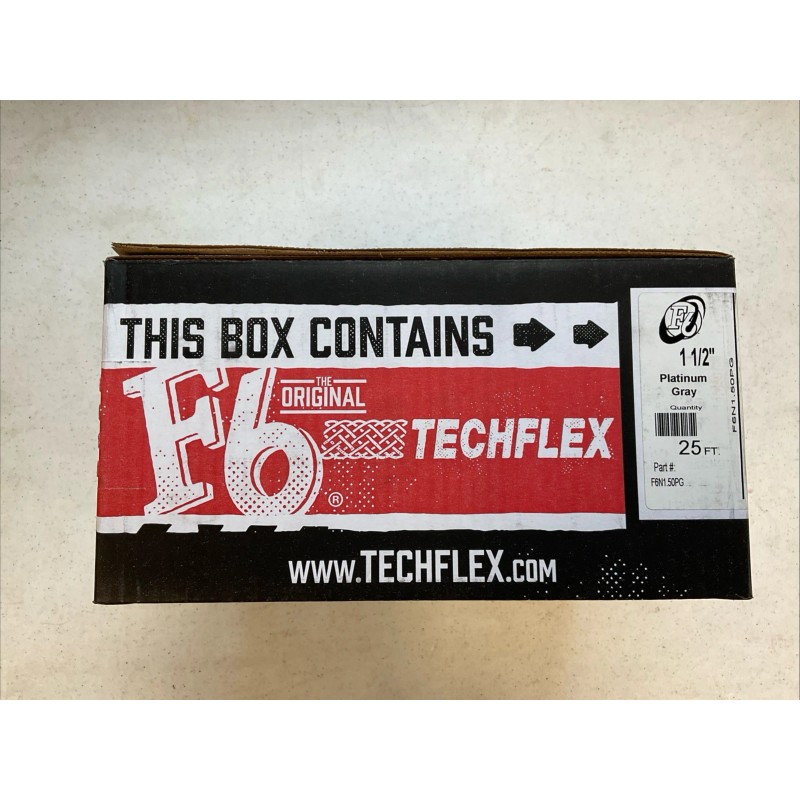 THIS BOX CONTAINS
F6
THE
ORIGINAL
TECHFLEX
®
WWW.TECHFLEX.COM
F6
1 1/2"
Platinum
Gray
Quantity
25 FT.
Part #:
F6N1.50PG
F6N1.50PG